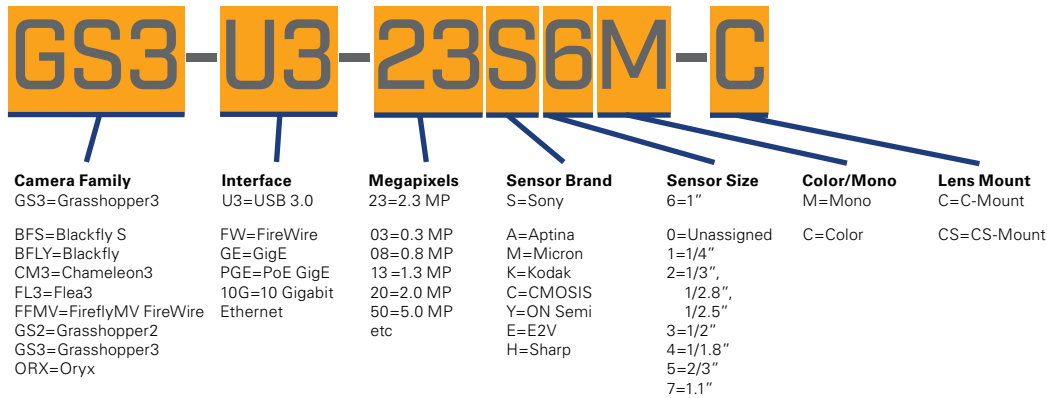 GS3-U3-23S6M-C
Camera Family
GS3=Grasshopper3
BFS=Blackfly S
BFLY=Blackfly
CM3=Chameleon3
FL3=Flea3
FFMV=FireflyMV FireWire
GS2=Grasshopper2
GS3=Grasshopper3
ORX=Oryx
Interface
U3=USB 3.0
FW=FireWire
GE=GigE
PGE=PoE GigE
10G=10 Gigabit
Ethernet
Megapixels
23=2.3 MP
03=0.3 MP
08=0.8 MP
13=1.3 MP
20=2.0 MP
50=5.0 MP
etc
Sensor Brand
S=Sony
A=Aptina
M=Micron
K=Kodak
C=CMOSIS
Y=ON Semi
E=E2V
H=Sharp
Sensor Size
6=1"
0=Unassigned
1=1/4"
2=1/3",
1/2.8",
1/2.5"
3=1/2"
4=1/1.8"
5=2/3"
7=1.1"
Color/Mono
M=Mono
C=Color
Lens Mount
C=C-Mount
CS=CS-Mount